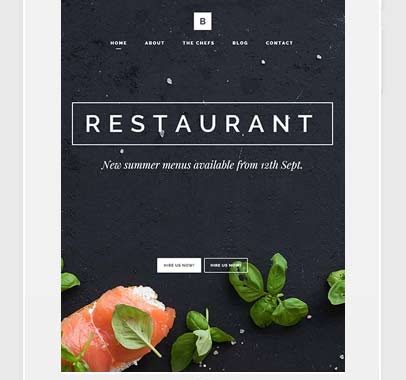 B
HOME ABOUT THE CHEFS BLOG CONTACT
RESTAURANT
New summer menus available from 12th Sept.
HIRE US NOW! HIRE US NOW!